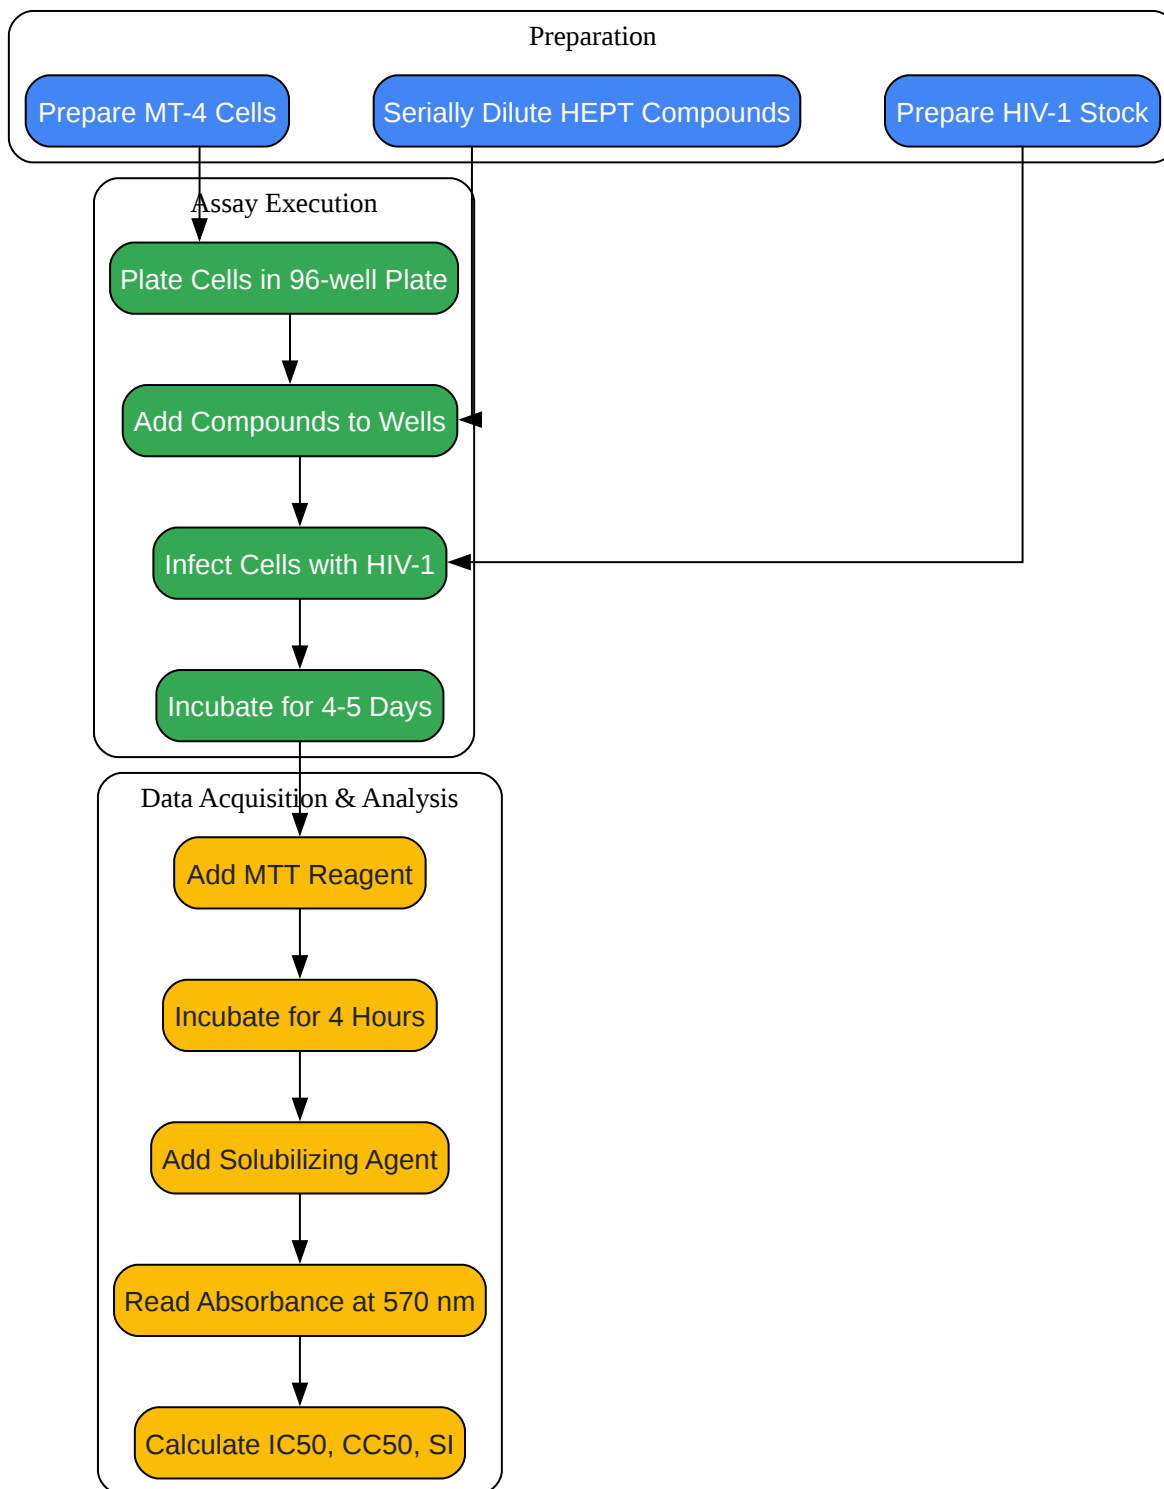 Preparation
Prepare MT-4 Cells
Serially Dilute HEPT Compounds
Prepare HIV-1 Stock
Assay Execution
Plate Cells in 96-well Plate
Add Compounds to Wells
Infect Cells with HIV-1
Incubate for 4-5 Days
Data Acquisition & Analysis
Add MTT Reagent
Incubate for 4 Hours
Add Solubilizing Agent
Read Absorbance at 570 nm
Calculate IC50, CC50, SI